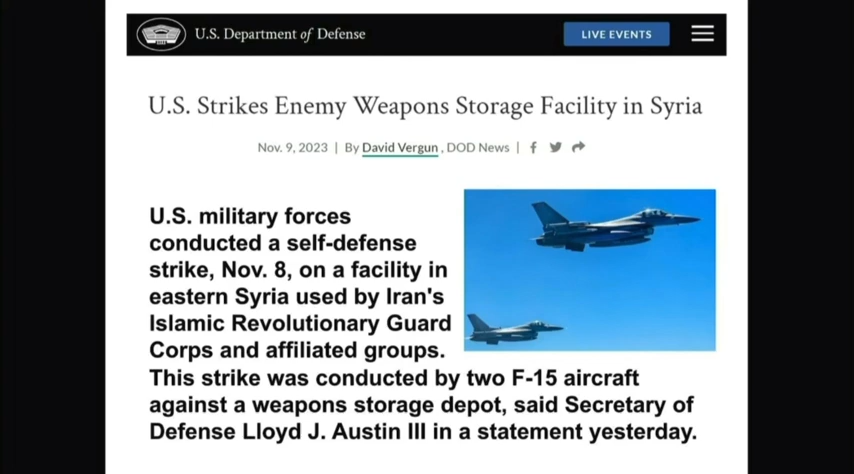 U.S. Department of Defense
LIVE EVENTS
U.S. Strikes Enemy Weapons Storage Facility in Syria
Nov. 9, 2023 | By David Vergun , DOD News |
U.S. military forces
conducted a self-defense
strike, Nov. 8, on a facility in
eastern Syria used by Iran's
Islamic Revolutionary Guard
Corps and affiliated groups.
This strike was conducted by two F-15 aircraft
against a weapons storage depot, said Secretary of
Defense Lloyd J. Austin III in a statement yesterday.